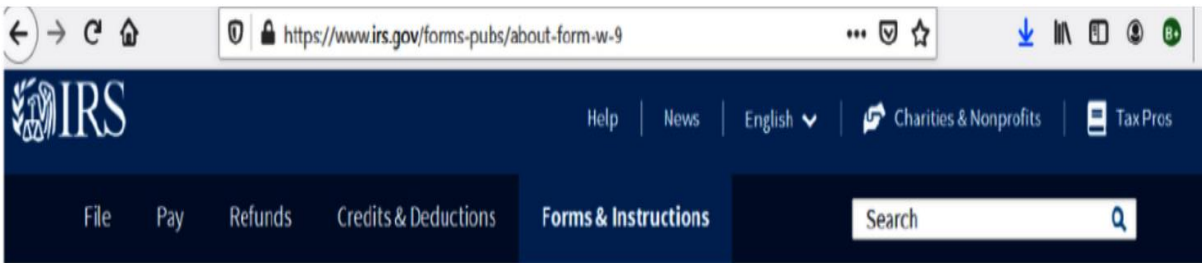 https://www.irs.gov/forms-pubs/about-form-w-9
B+
IRS
Help News English Charities & Nonprofits Tax Pros
File Pay Refunds Credits & Deductions Forms & Instructions Search